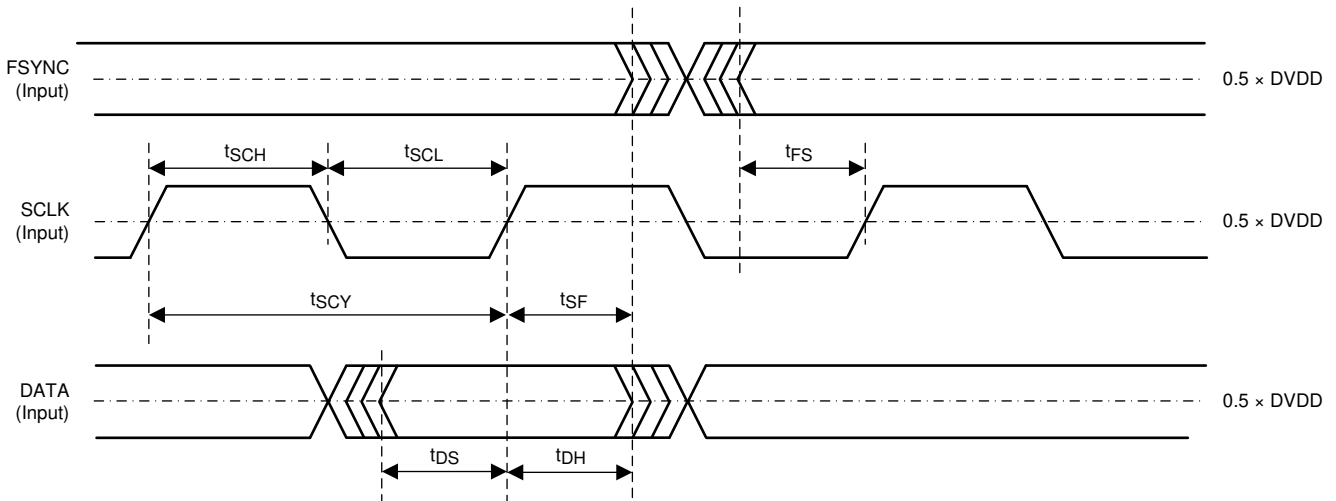 FSYNC
(Input)
0.5 × DVDD
tSCH
tSCL
tFS
SCLK
(Input)
0.5 × DVDD
tSCY
tSF
DATA
(Input)
0.5 × DVDD
tDS
tDH